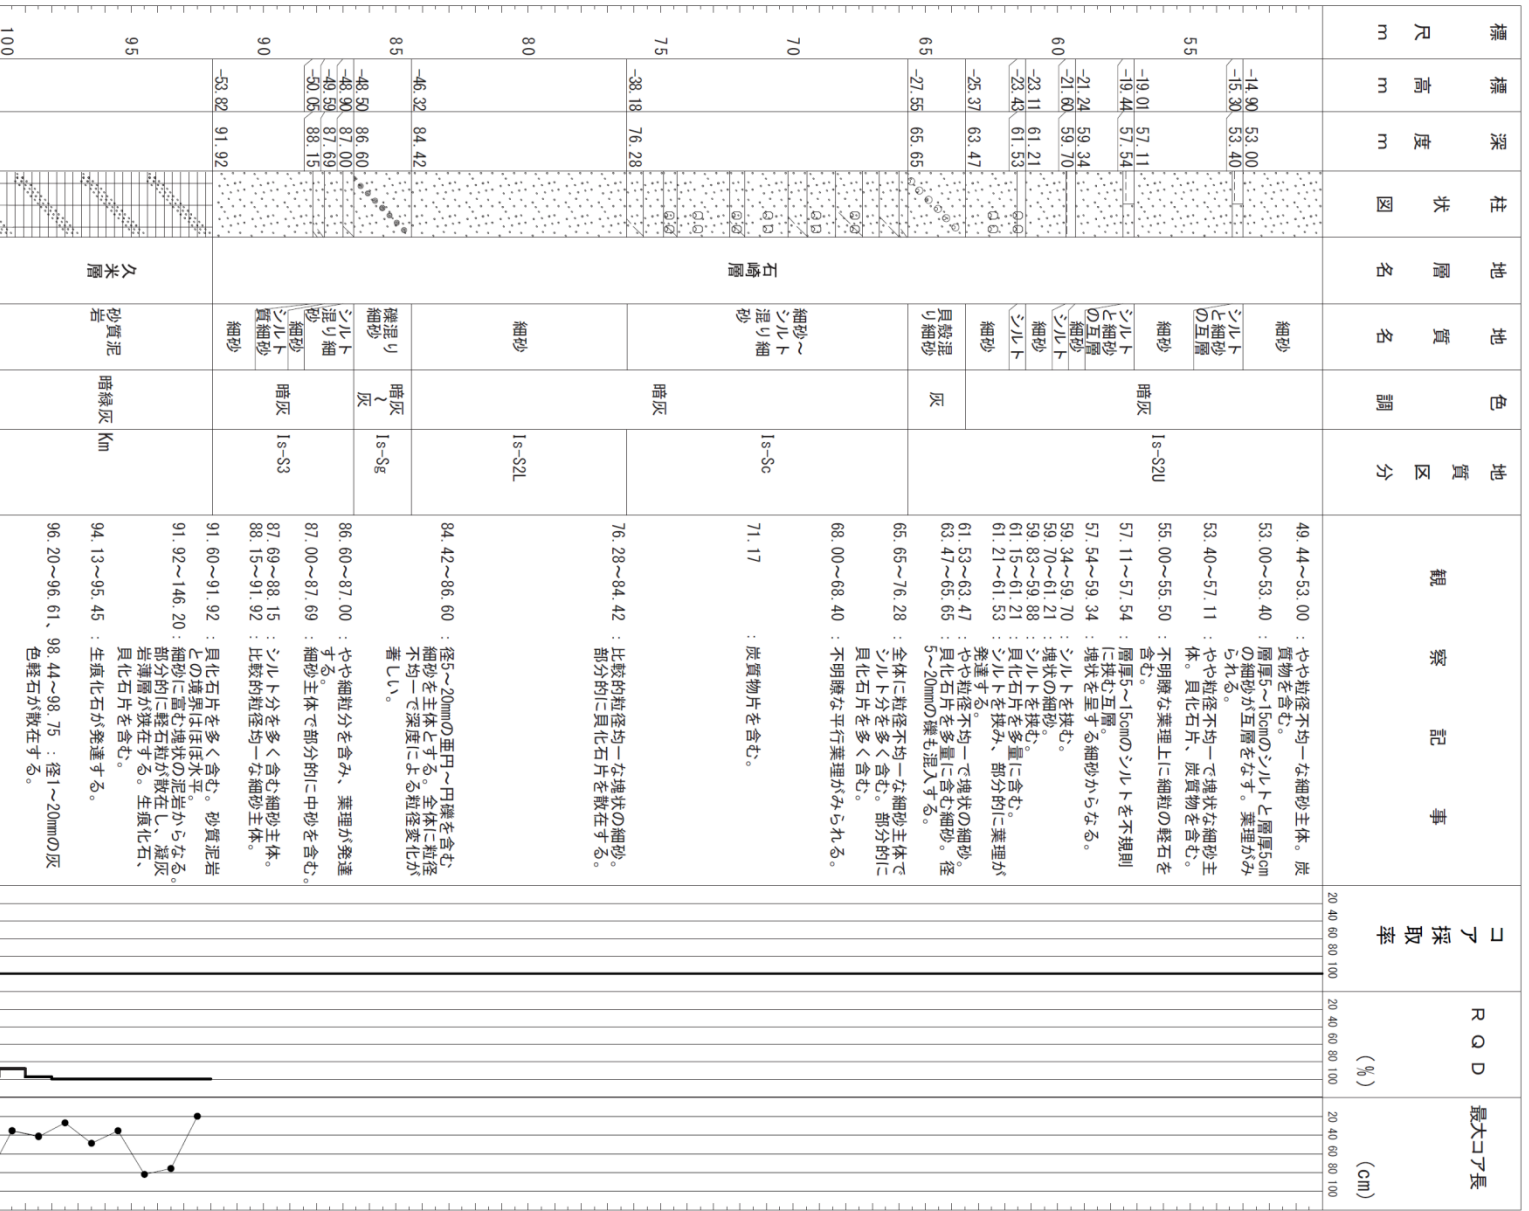 標尺 m
標高 m
深度 m
柱状図
地層名
地質名
色調
地質区分
観察記事
コア採取率
20 40 60 80 100
RQD
(%)
20 40 60 80 100
最大コア長
(cm)
20 40 60 80 100
55
60
65
70
75
80
85
90
95
100
-14.90
-15.30
-19.01
-19.44
-21.24
-21.60
-23.11
-23.43
-25.37
-27.55
-38.18
-46.32
-48.50
-48.90
-49.59
-50.05
-53.82
53.00
53.40
57.11
57.54
59.34
59.70
61.21
61.53
63.47
65.65
76.28
84.42
86.60
87.00
87.69
88.15
91.92
石崎
層
久米
層
細砂
シルト
と細砂
の互層
細砂
シルト
と細砂
の互層
細砂
シルト
細砂
シルト
細砂
貝殻混
り細砂
細砂~
シルト
混り細
砂
細砂
礫混り
細砂
シルト
混り細
砂
細砂
シルト
質細砂
細砂
砂質泥
岩
暗灰
灰
暗灰
暗灰
~
灰
暗灰
暗緑灰
Is-S2U
Is-Sc
Is-S2L
Is-Sg
Is-S3
Km
49.44~53.00 : やや粒径不均一な細砂主体。炭
質物を含む。
53.00~53.40 : 層厚5~15cmのシルトと層厚5cm
の細砂が互層をなす。葉理がみ
られる。
53.40~57.11 : やや粒径不均一で塊状な細砂主
体。貝化石片、炭質物を含む。
55.00~55.50 : 不明瞭な葉理上に細粒の軽石を
含む。
57.11~57.54 : 層厚5~15cmのシルトを不規則
に挟む互層。
57.54~59.34 : 塊状を呈する細砂からなる。
59.34~59.70 : シルトを挟む。
59.70~61.21 : 塊状の細砂。
59.83~59.88 : シルトを挟む。
61.15~61.21 : 貝化石片を多量に含む。
61.21~61.53 : シルトを挟み、部分的に葉理が
発達する。
61.53~63.47 : やや粒径不均一で塊状の細砂。
63.47~65.65 : 貝化石片を多量に含む細砂。径
5~20mmの礫も混入する。
65.65~76.28 : 全体に粒径不均一な細砂主体で
シルト分を多く含む。部分的に
貝化石片を多く含む。
68.00~68.40 : 不明瞭な平行葉理がみられる。
71.17 : 炭質物片を含む。
76.28~84.42 : 比較的粒径均一な塊状の細砂。
部分的に貝化石片を散在する。
84.42~86.60 : 径5~20mmの亜円~円礫を含む
細砂を主体とする。全体に粒径
不均一で深度による粒径変化が
著しい。
86.60~87.00 : やや細粒分を含み、葉理が発達
する。
87.00~87.69 : 細砂主体で部分的に中砂を含む。
87.69~88.15 : シルト分を多く含む細砂主体。
88.15~91.92 : 比較的粒径均一な細砂主体。
91.60~91.92 : 貝化石片を多く含む。砂質泥岩
との境界はほぼ水平。
91.92~146.20 : 細砂に富む塊状の泥岩からなる。
部分的に軽石粒が散在し、凝灰
岩薄層が狭在する。生痕化石、
貝化石片を含む。
94.13~95.45 : 生痕化石が発達する。
96.20~96.61、98.44~98.75 : 径1~20mmの灰
色軽石が散在する。